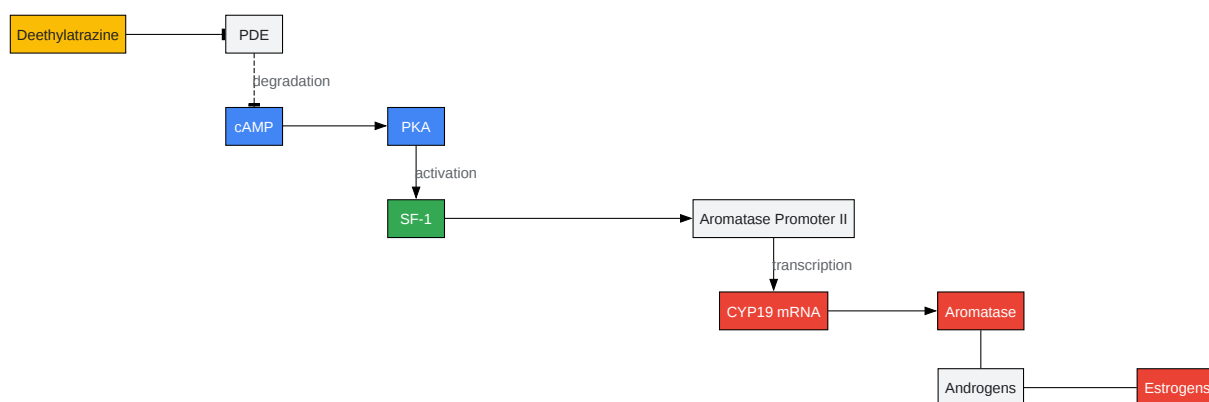 Deethylatrazine
PDE
degradation
cAMP
PKA
activation
SF-1
Aromatase Promoter II
transcription
CYP19 mRNA
Aromatase
Androgens
Estrogens